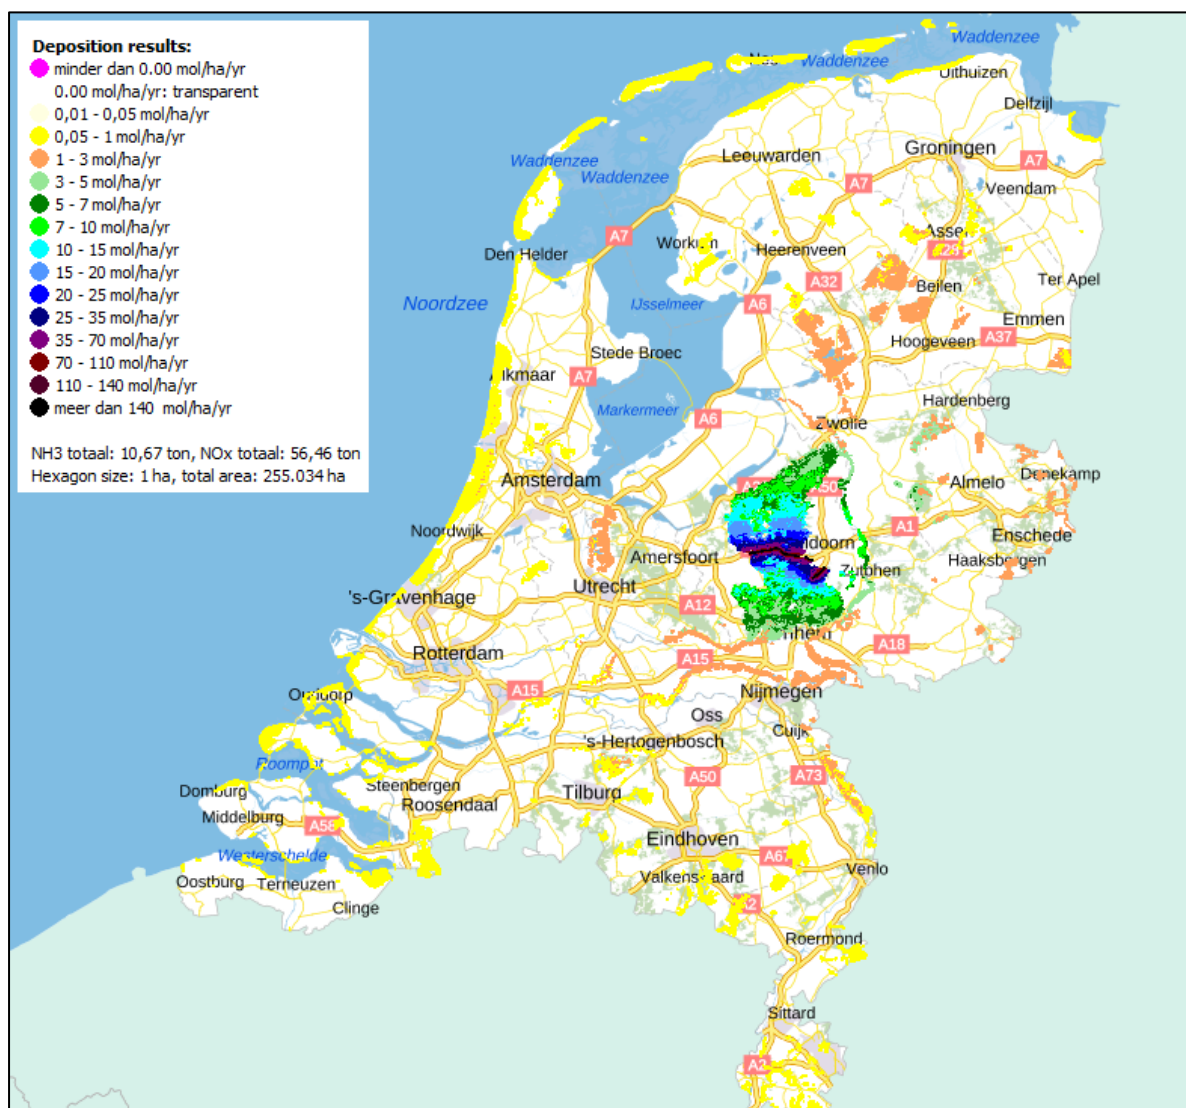 Deposition results:
minder dan 0.00 mol/ha/yr
0.00 mol/ha/yr: transparent
0,01 - 0,05 mol/ha/yr
0,05 - 1 mol/ha/yr
1 - 3 mol/ha/yr
3 - 5 mol/ha/yr
5 - 7 mol/ha/yr
7 - 10 mol/ha/yr
10 - 15 mol/ha/yr
15 - 20 mol/ha/yr
20 - 25 mol/ha/yr
25 - 35 mol/ha/yr
35 - 70 mol/ha/yr
70 - 110 mol/ha/yr
110 - 140 mol/ha/yr
meer dan 140 mol/ha/yr
NH3 totaal: 10,67 ton, NOx totaal: 56,46 ton
Hexagon size: 1 ha, total area: 255.034 ha
Waddenzee
Waddenzee
Uithuizen
Delfzijl
Groningen
Leeuwarden
A7
Waddenzee
Waddenzee
A7
Veendam
A7
Den Helder
Heerenveen
Noordzee
IJsselmeer
A6
A32
Beilen
Ter Apel
Emmen
A37
Hoogeveen
Stede Broec
A7
Markermeer
A6
Hardenberg
Zwolle
Amsterdam
A50
Almelo
Denekamp
Noordwijk
Amersfoort
A1
Enschede
Haaksbergen
Zutphen
Utrecht
's-Gravenhage
A12
A18
Rotterdam
A15
A15
Nijmegen
Oss
Cuijk
's-Hertogenbosch
Roompot
Domburg
Steenbergen
Roosendaal
Tilburg
A50
A73
Middelburg
A58
Eindhoven
A67
Westerschelde
Valkenswaard
Venlo
Oostburg
Terneuzen
Clinge
A2
Roermond
Sittard
A2